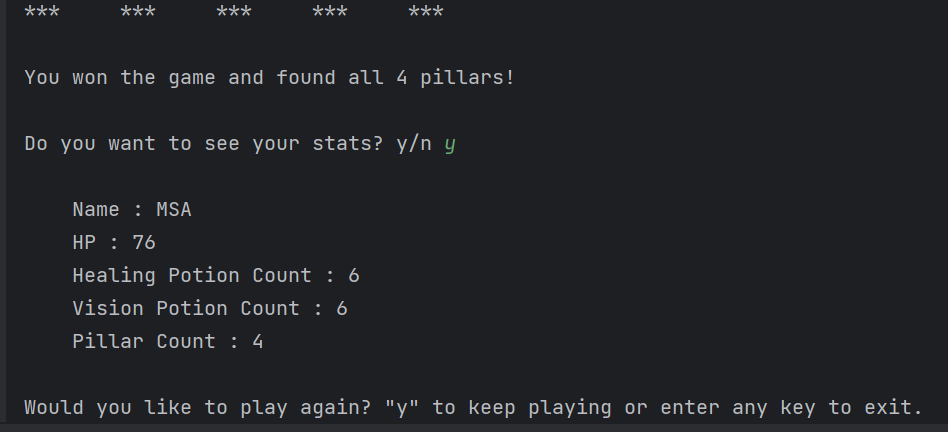 ***     ***     ***     ***     ***
You won the game and found all 4 pillars!
Do you want to see your stats? y/n y
Name : MSA
HP : 76
Healing Potion Count : 6
Vision Potion Count : 6
Pillar Count : 4
Would you like to play again? "y" to keep playing or enter any key to exit.